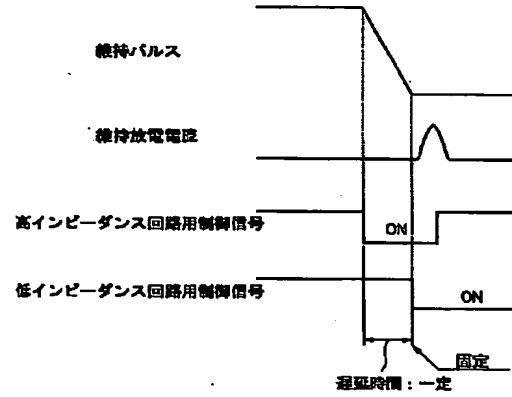 維持パルス
維持放電電流
高インピーダンス回路用制御信号
ON
低インピーダンス回路用制御信号
ON
固定
遅延時間：一定